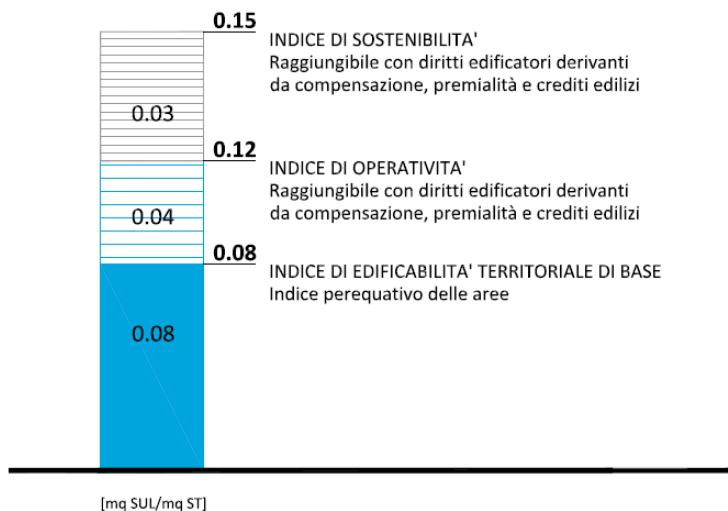 0.15
INDICE DI SOSTENIBILITA'
Raggiungibile con diritti edificatori derivanti
da compensazione, premialità e crediti edilizi
0.03
0.12
INDICE DI OPERATIVITA'
Raggiungibile con diritti edificatori derivanti
da compensazione, premialità e crediti edilizi
0.04
0.08
INDICE DI EDIFICABILITA' TERRITORIALE DI BASE
Indice perequativo delle aree
0.08
[mq SUL/mq ST]